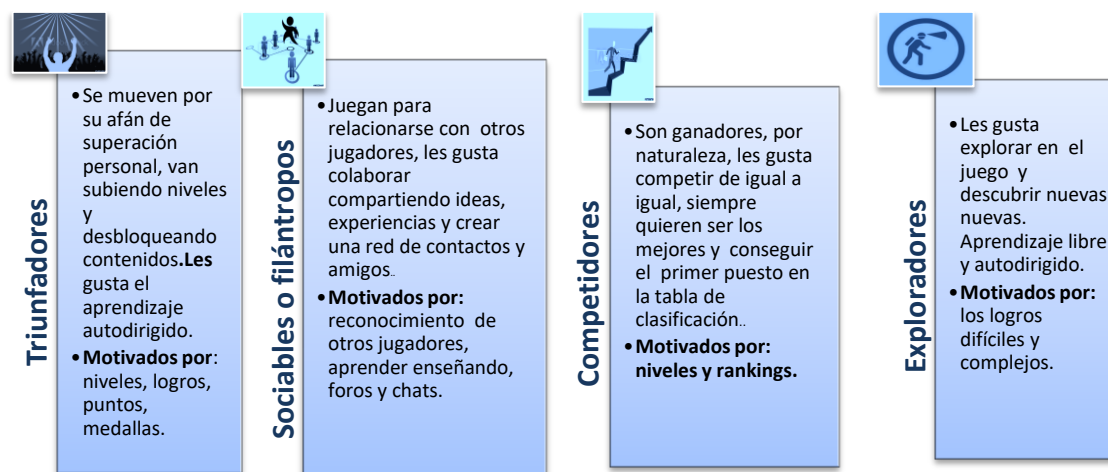 Triunfadores
•Se mueven por
su afán de
superación
personal, van
subiendo niveles
y
desbloqueando
contenidos.Les
gusta el
aprendizaje
autodirigido.
•Motivados por:
niveles, logros,
puntos,
medallas.
Sociables o filántropos
•Juegan para
relacionarse con otros
jugadores, les gusta
colaborar
compartiendo ideas,
experiencias y crear
una red de contactos y
amigos..
•Motivados por:
reconocimiento de
otros jugadores,
aprender enseñando,
foros y chats.
Competidores
•Son ganadores, por
naturaleza, les gusta
competir de igual a
igual, siempre
quieren ser los
mejores y conseguir
el primer puesto en
la tabla de
clasificación..
•Motivados por:
niveles y rankings.
Exploradores
•Les gusta
explorar en el
juego y
descubrir nuevas
nuevas.
Aprendizaje libre
y autodirigido.
•Motivados por:
los logros
difíciles y
complejos.